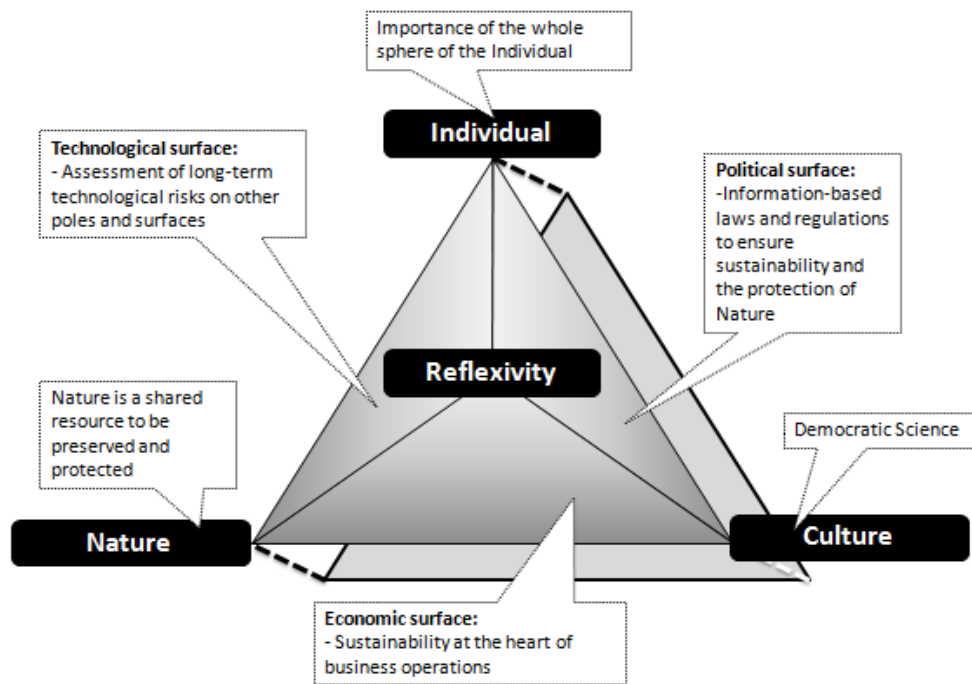 Importance of the whole
sphere of the Individual
Individual
Technological surface:
- Assessment of long-term
technological risks on other
poles and surfaces
Political surface:
-Information-based
laws and regulations
to ensure
sustainability and
the protection of
Nature
Reflexivity
Nature is a shared
resource to be
preserved and
protected
Democratic Science
Nature
Culture
Economic surface:
- Sustainability at the heart of
business operations